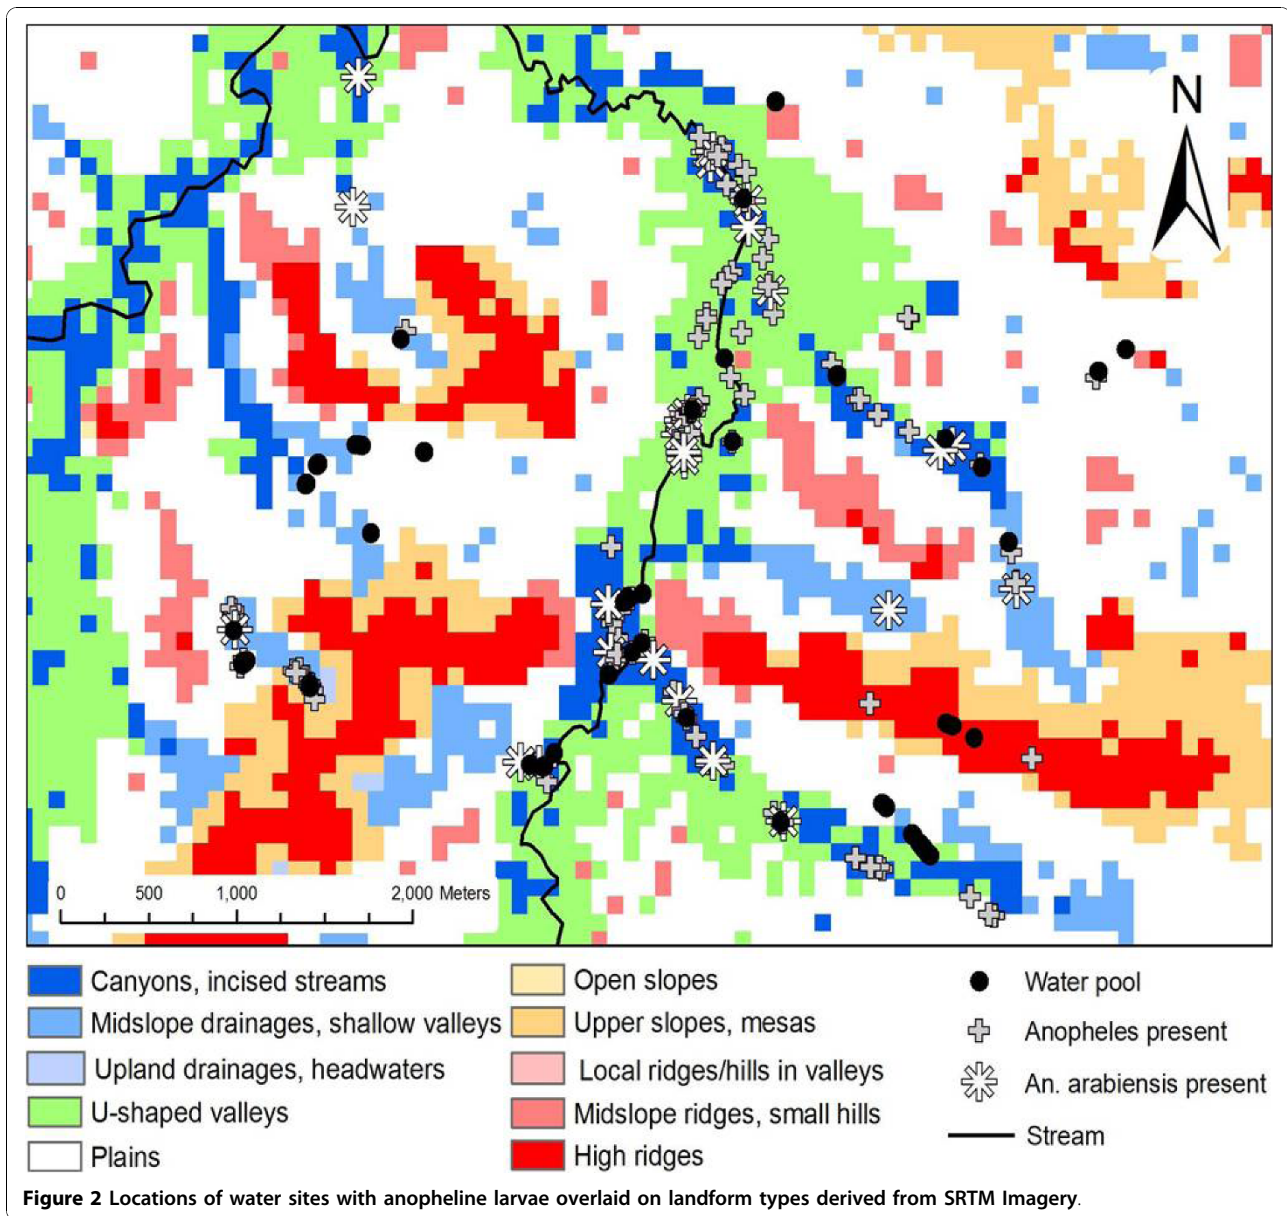 N
0 500 1,000 2,000 Meters
Canyons, incised streams
Midslope drainages, shallow valleys
Upland drainages, headwaters
U-shaped valleys
Plains
Open slopes
Upper slopes, mesas
Local ridges/hills in valleys
Midslope ridges, small hills
High ridges
Water pool
Anopheles present
An. arabiensis present
Stream
Figure 2 Locations of water sites with anopheline larvae overlaid on landform types derived from SRTM Imagery.